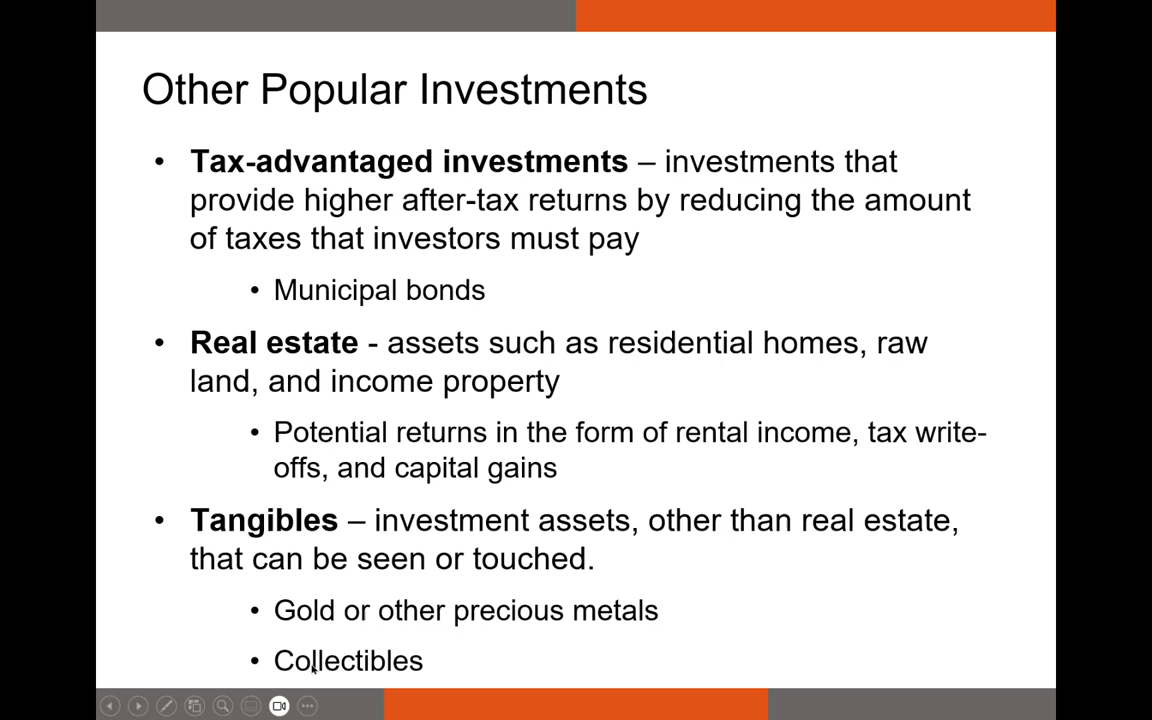 Other Popular Investments
• Tax-advantaged investments – investments that
provide higher after-tax returns by reducing the amount
of taxes that investors must pay
• Municipal bonds
• Real estate - assets such as residential homes, raw
land, and income property
• Potential returns in the form of rental income, tax write-
offs, and capital gains
• Tangibles – investment assets, other than real estate,
that can be seen or touched.
• Gold or other precious metals
• Collectibles